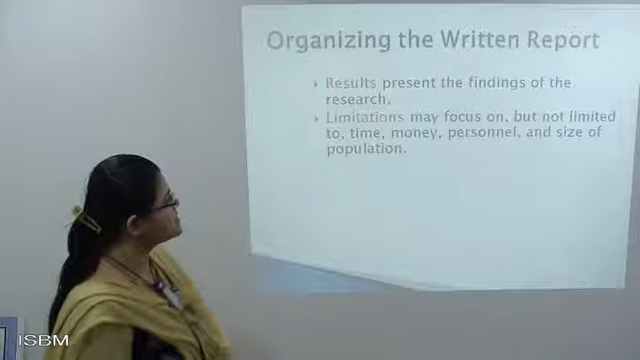 Organizing the Written Report
Results present the findings of the
research.
Limitations may focus on, but not limited
to, time, money, personnel, and size of
population.
ISBM